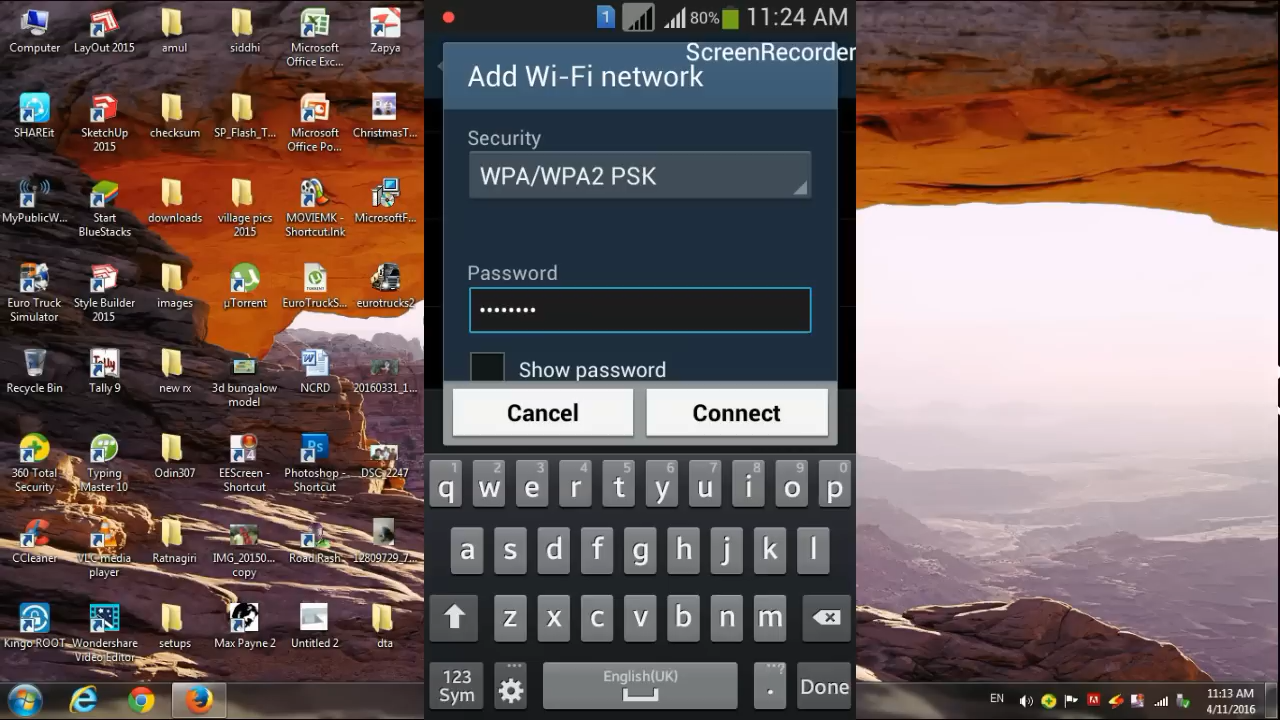 Computer
LayOut 2015
amul
siddhi
Microsoft
Office Exc...
Zapya
SHAREit
SketchUp
2015
checksum
SP_Flash_T...
Microsoft
Office Po...
ChristmasT...
MyPublicW...
Start
BlueStacks
downloads
village pics
2015
MOVIEMK -
Shortcut.lnk
MicrosoftF...
Euro Truck
Simulator
Style Builder
2015
images
µTorrent
EuroTruckS...
eurotrucks2
Recycle Bin
Tally 9
new rx
3d bungalow
model
NCRD
20160331_1...
360 Total
Security
Typing
Master 10
Odin307
EEScreen -
Shortcut
Photoshop -
Shortcut
DSC_2247
CCleaner
VLC media
player
Ratnagiri
IMG_20150...
copy
Road Rash
12809729_7...
Kingo ROOT
Wondershare
Video Editor
setups
Max Payne 2
Untitled 2
dta
1
80%
11:24 AM
ScreenRecorder
Add Wi-Fi network
Security
WPA/WPA2 PSK
Password
••••••••
Show password
Cancel
Connect
1 2 3 4 5 6 7 8 9 0
q w e r t y u i o p
a s d f g h j k l
z x c v b n m
123
Sym
English(UK)
...?
.
Done
EN
11:13 AM
4/11/2016